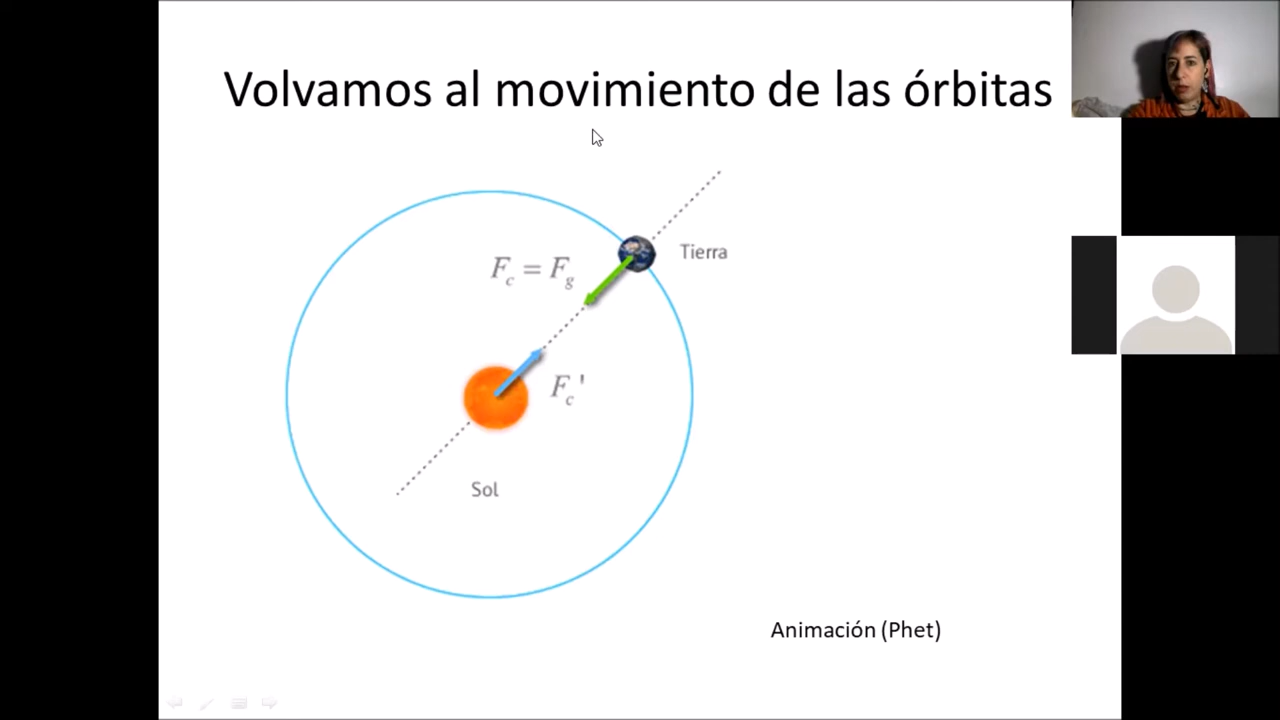 Volvamos al movimiento de las órbitas
Tierra
F_c = F_g
F_c'
Sol
Animación (Phet)